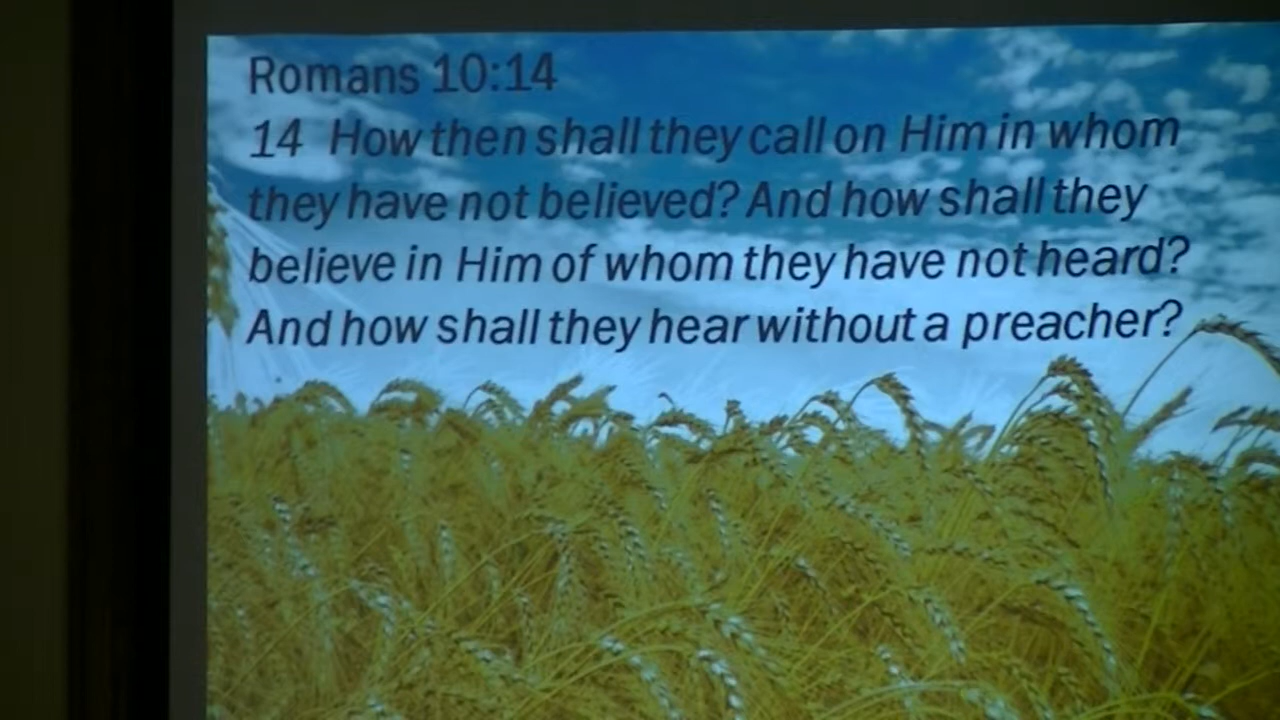 Romans 10:14
14 How then shall they call on Him in whom
they have not believed? And how shall they
believe in Him of whom they have not heard?
And how shall they hear without a preacher?